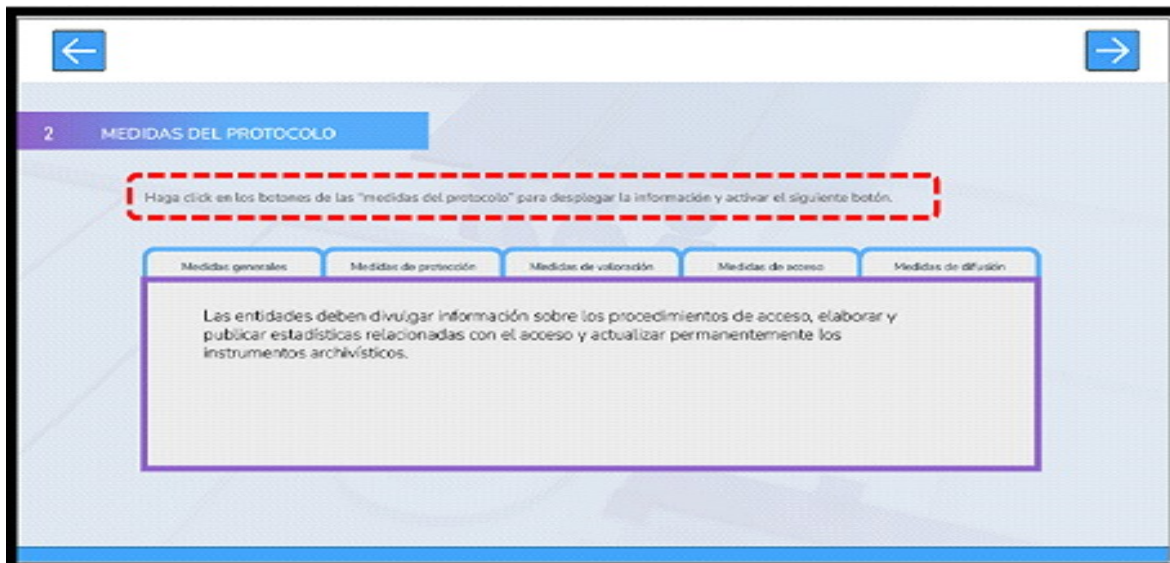 2 MEDIDAS DEL PROTOCOLO
Haga click en los botones de las "medidas del protocolo" para desplegar la información y activar el siguiente botón.
Medidas generales
Medidas de protección
Medidas de valoración
Medidas de acceso
Medidas de difusión
Las entidades deben divulgar información sobre los procedimientos de acceso, elaborar y
publicar estadísticas relacionadas con el acceso y actualizar permanentemente los
instrumentos archivísticos.